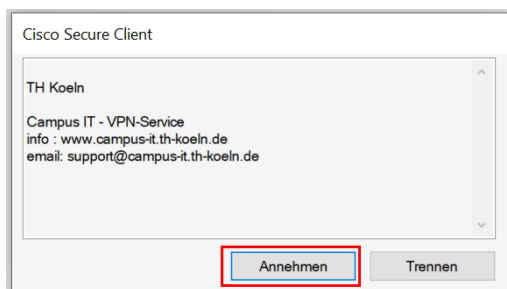 Cisco Secure Client
TH Koeln
Campus IT - VPN-Service
info : www.campus-it.th-koeln.de
email: support@campus-it.th-koeln.de
Annehmen
Trennen